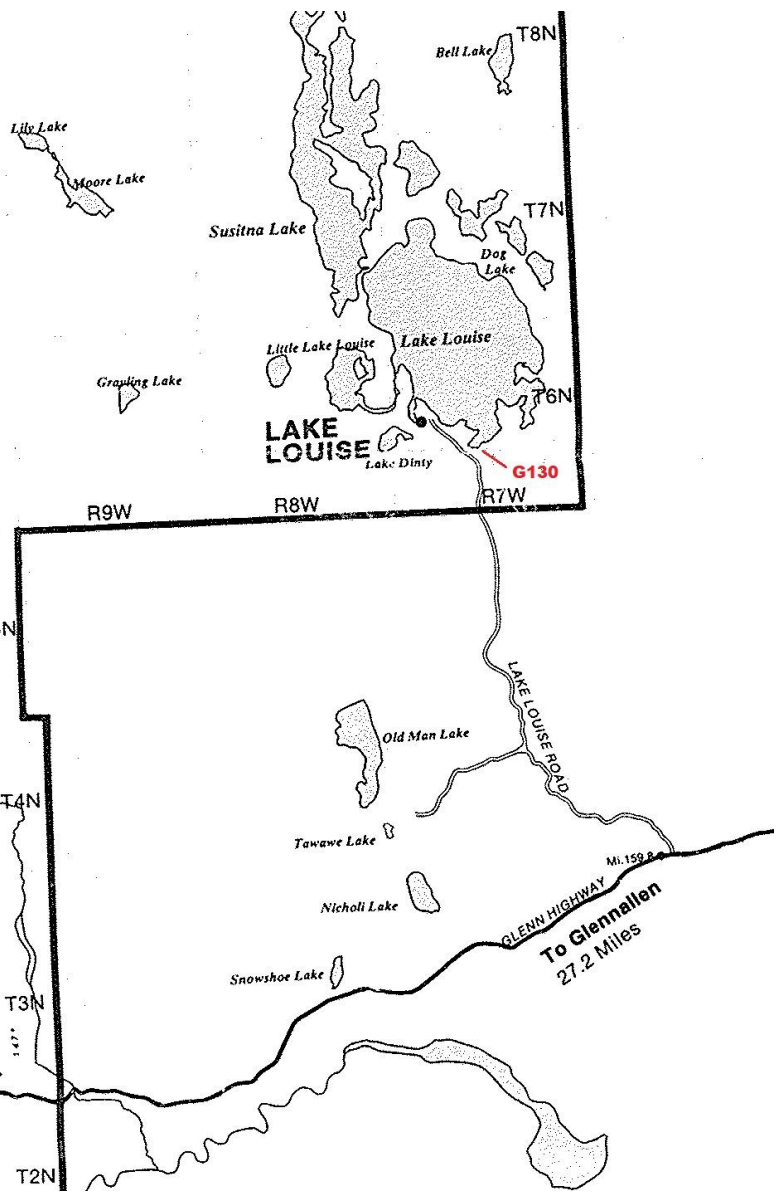 T8N
Bell Lake
Lily Lake
Moore Lake
T7N
Susitna Lake
Dog
Lake
Little Lake Louise
Lake Louise
Grayling Lake
T6N
LAKE
LOUISE
Lake Dinty
G130
R9W
R8W
R7W
LAKE LOUISE ROAD
Old Man Lake
T4N
Tawawe Lake
Mi. 159.8
Nicholi Lake
GLENN HIGHWAY
To Glennallen
27.2 Miles
Snowshoe Lake
T3N
147°
T2N